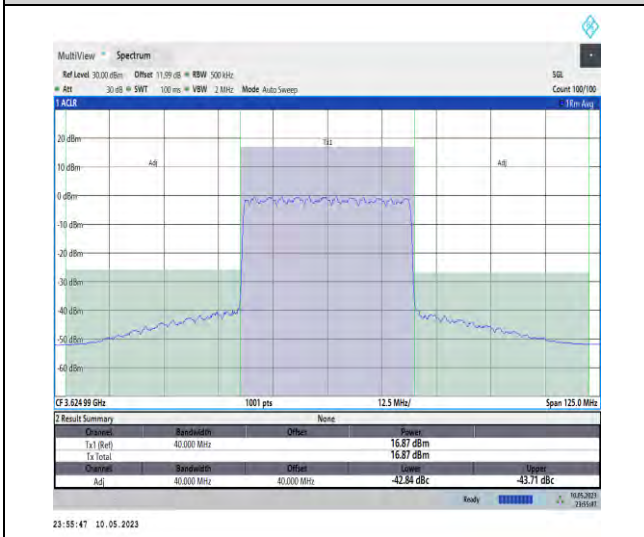 MultiView Spectrum
Ref Level 30.00 dBm Offset 11.99 dB RBW 500 kHz SGL
Att 30 dB SWT 100 ms VBW 2 MHz Mode Auto Sweep Count 100/100
1 ACLR 1Rm Avg
20 dBm
Tx1
Adj Adj
10 dBm
0 dBm
-10 dBm
-20 dBm
-30 dBm
-40 dBm
-50 dBm
-60 dBm
CF 3.624 99 GHz 1001 pts 12.5 MHz/ Span 125.0 MHz
2 Result Summary None
Channel Bandwidth Offset Power
Tx1 (Ref) 40.000 MHz 16.87 dBm
Tx Total 16.87 dBm
Channel Bandwidth Offset Lower Upper
Adj 40.000 MHz 40.000 MHz -42.84 dBc -43.71 dBc
Ready 10.05.2023
23:55:47
23:55:47 10.05.2023